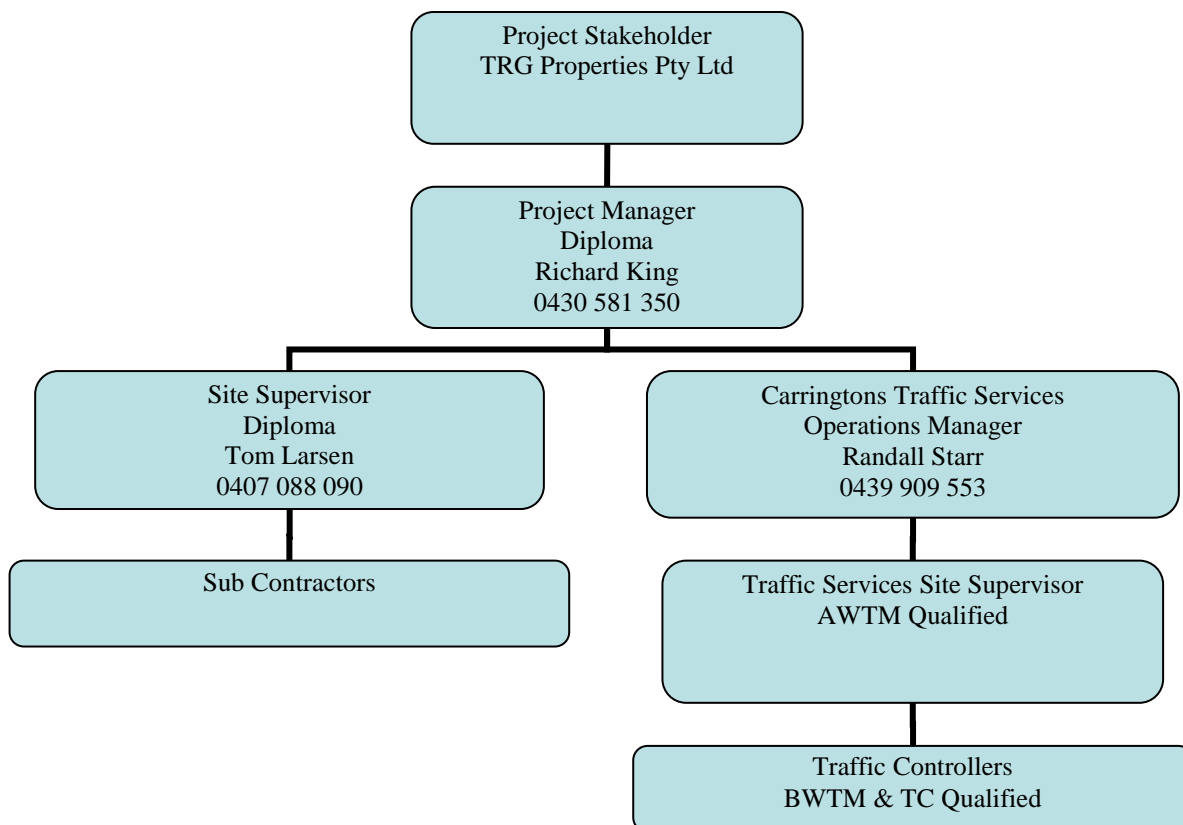 Project Stakeholder
TRG Properties Pty Ltd
Project Manager
Diploma
Richard King
0430 581 350
Site Supervisor
Diploma
Tom Larsen
0407 088 090
Carringtons Traffic Services
Operations Manager
Randall Starr
0439 909 553
Sub Contractors
Traffic Services Site Supervisor
AWTM Qualified
Traffic Controllers
BWTM & TC Qualified